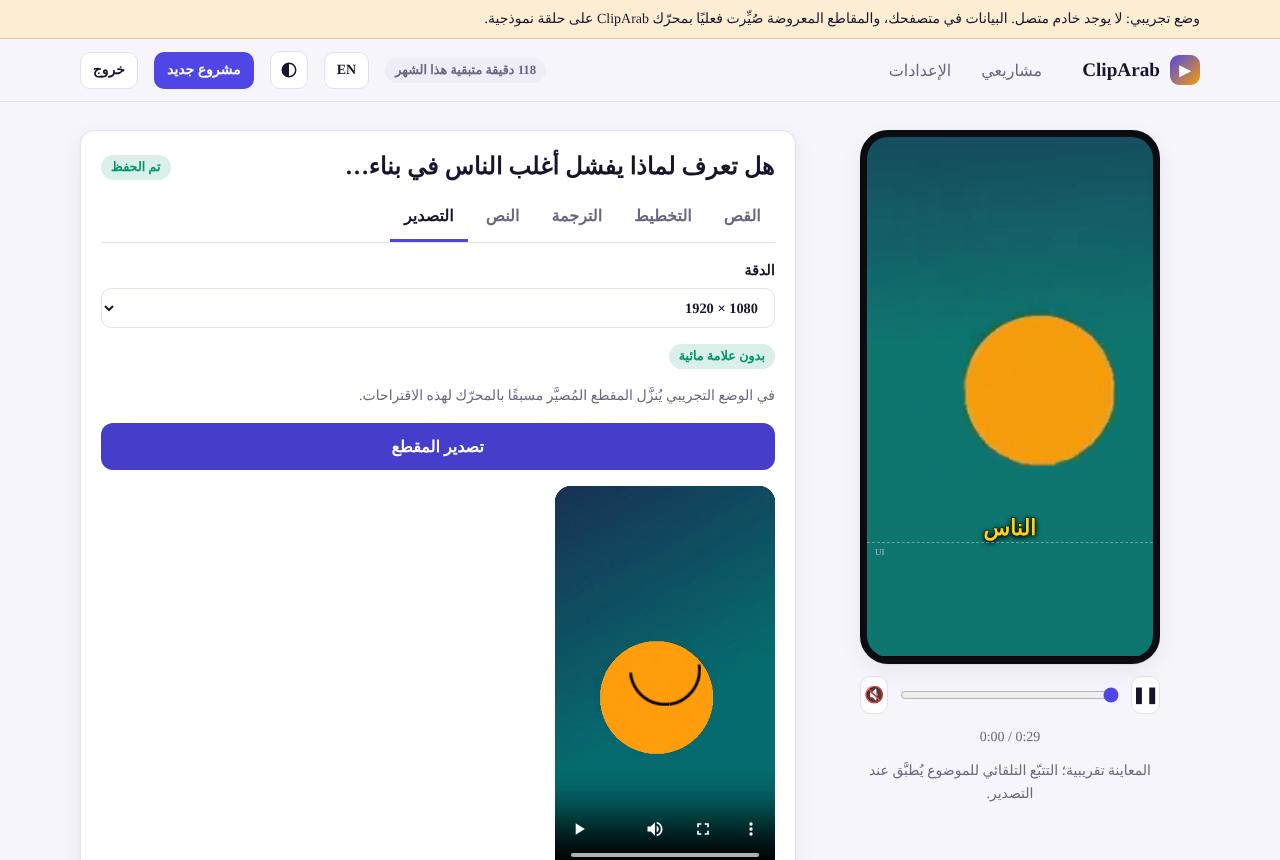 وضع تجريبي: لا يوجد خادم متصل. البيانات في متصفحك، والمقاطع المعروضة صُيِّرت فعليًا بمحرّك ClipArab على حلقة نموذجية.
ClipArab
مشاريعي
الإعدادات
118 دقيقة متبقية هذا الشهر
EN
مشروع جديد
خروج
الناس
UI
0:00 / 0:29
المعاينة تقريبية؛ التتبّع التلقائي للموضوع يُطبَّق عند
التصدير.
هل تعرف لماذا يفشل أغلب الناس في بناء…
تم الحفظ
القص
التخطيط
الترجمة
النص
التصدير
الدقة
1080 × 1920
بدون علامة مائية
في الوضع التجريبي يُنزَّل المقطع المُصيَّر مسبقًا بالمحرّك لهذه الاقتراحات.
تصدير المقطع